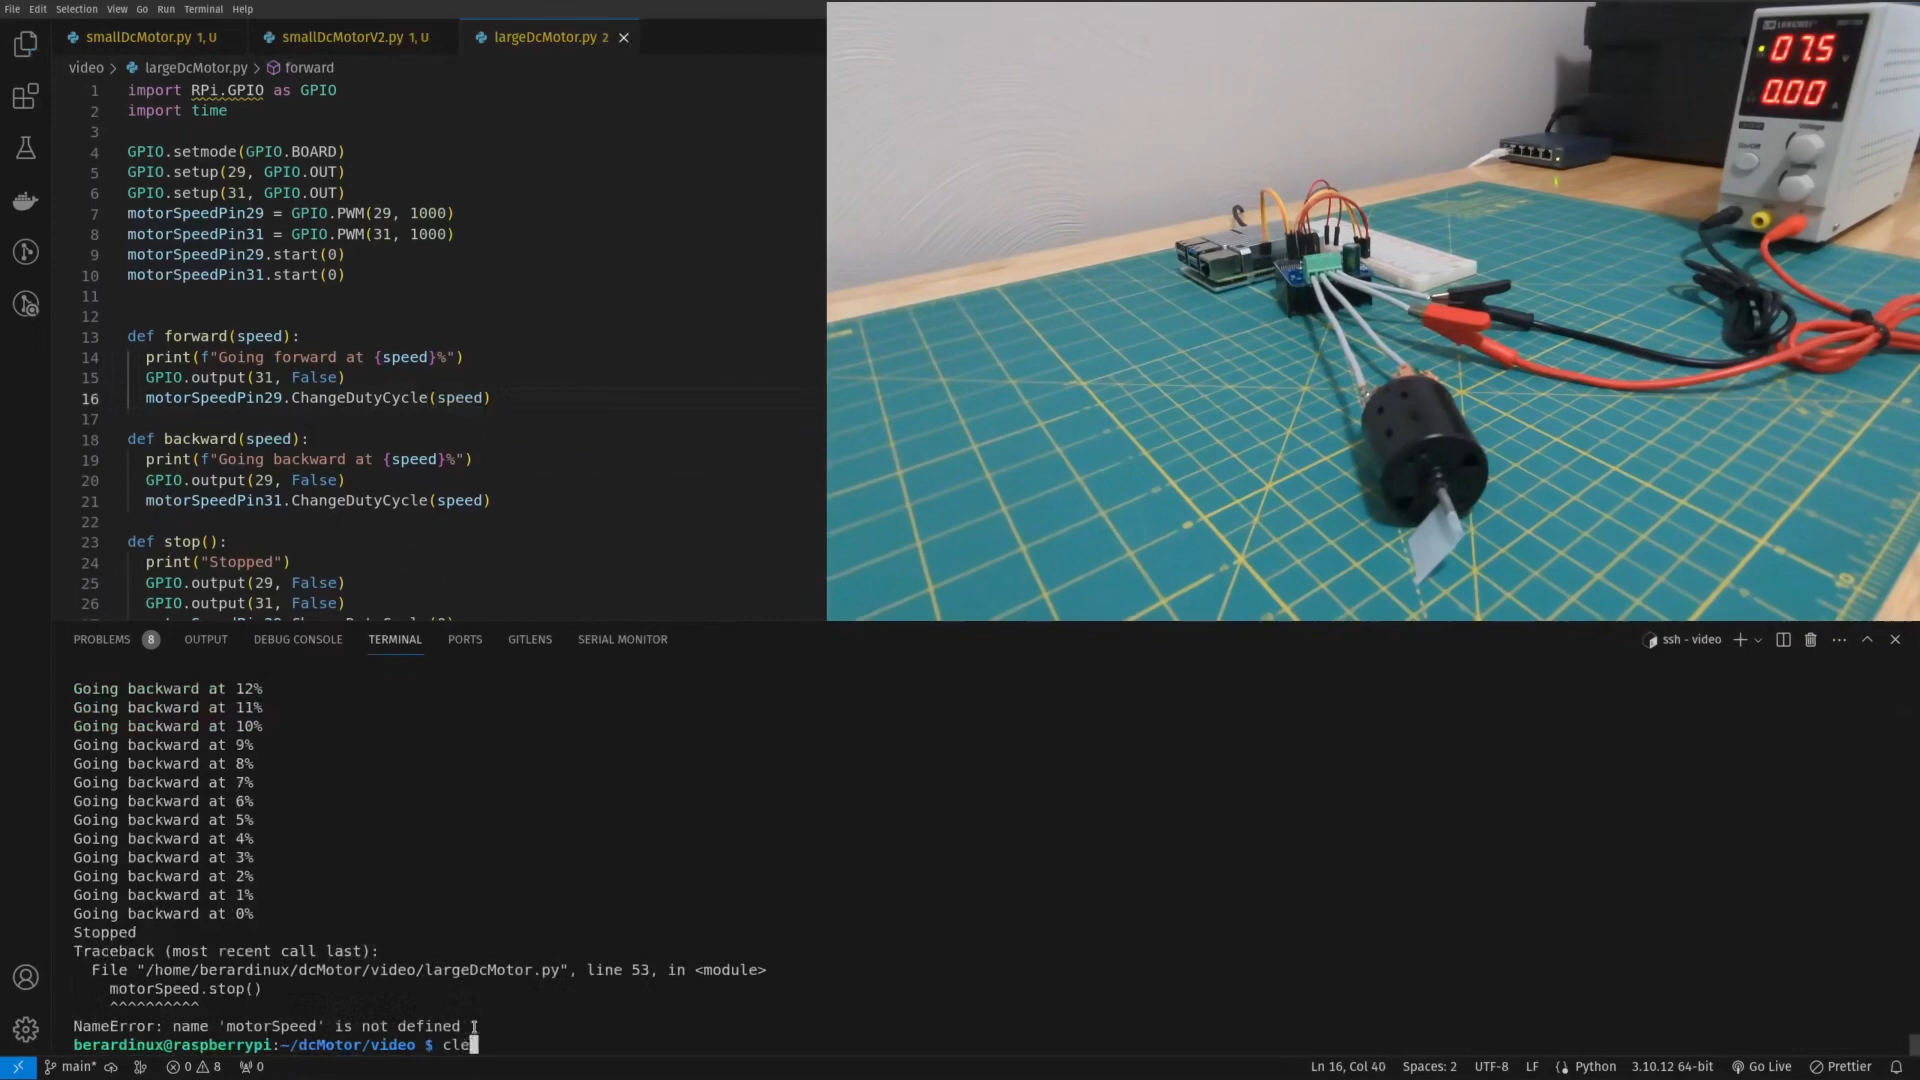 File Edit Selection View Go Run Terminal Help
smallDcMotor.py 1, U
smallDcMotorV2.py 1, U
largeDcMotor.py 2
video > largeDcMotor.py > forward
1 import RPi.GPIO as GPIO
2 import time
3
4 GPIO.setmode(GPIO.BOARD)
5 GPIO.setup(29, GPIO.OUT)
6 GPIO.setup(31, GPIO.OUT)
7 motorSpeedPin29 = GPIO.PWM(29, 1000)
8 motorSpeedPin31 = GPIO.PWM(31, 1000)
9 motorSpeedPin29.start(0)
10 motorSpeedPin31.start(0)
11
12
13 def forward(speed):
14 print(f"Going forward at {speed}%")
15 GPIO.output(31, False)
16 motorSpeedPin29.ChangeDutyCycle(speed)
17
18 def backward(speed):
19 print(f"Going backward at {speed}%")
20 GPIO.output(29, False)
21 motorSpeedPin31.ChangeDutyCycle(speed)
22
23 def stop():
24 print("Stopped")
25 GPIO.output(29, False)
26 GPIO.output(31, False)
07.5
0.00
PROBLEMS 8 OUTPUT DEBUG CONSOLE TERMINAL PORTS GITLENS SERIAL MONITOR
ssh - video
Going backward at 12%
Going backward at 11%
Going backward at 10%
Going backward at 9%
Going backward at 8%
Going backward at 7%
Going backward at 6%
Going backward at 5%
Going backward at 4%
Going backward at 3%
Going backward at 2%
Going backward at 1%
Going backward at 0%
Stopped
Traceback (most recent call last):
File "/home/berardinux/dcMotor/video/largeDcMotor.py", line 53, in <module>
motorSpeed.stop()
^^^^^^^^^^
NameError: name 'motorSpeed' is not defined
berardinux@raspberrypi:~/dcMotor/video $ cle
main* 0 8 0 Ln 16, Col 40 Spaces: 2 UTF-8 LF Python 3.10.12 64-bit Go Live Prettier